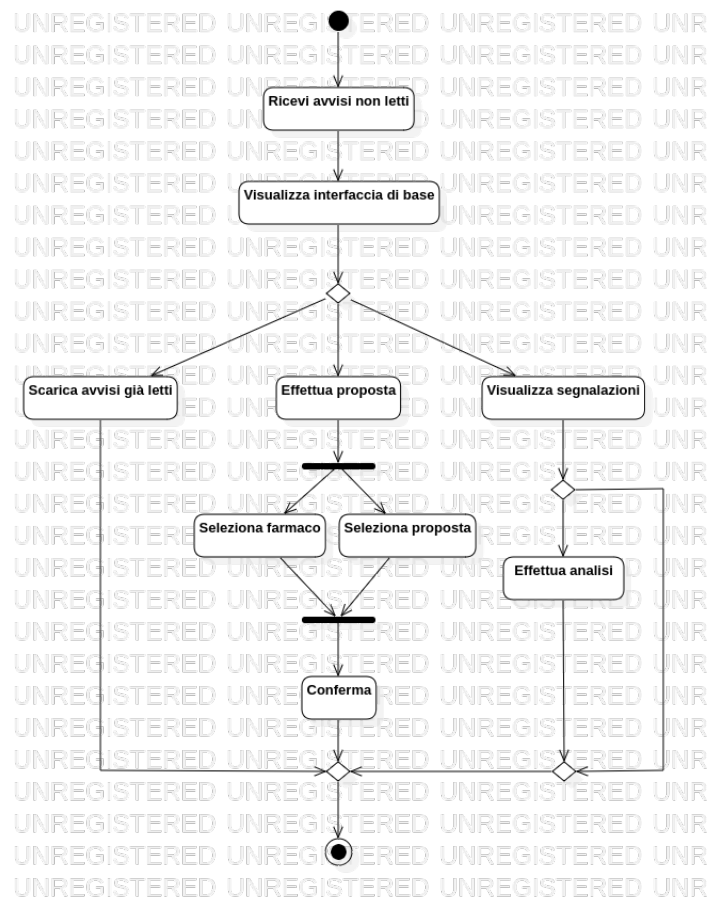 Ricevi avvisi non letti
Visualizza interfaccia di base
Scarica avvisi già letti
Effettua proposta
Visualizza segnalazioni
Seleziona farmaco
Seleziona proposta
Effettua analisi
Conferma
UNREGISTERED